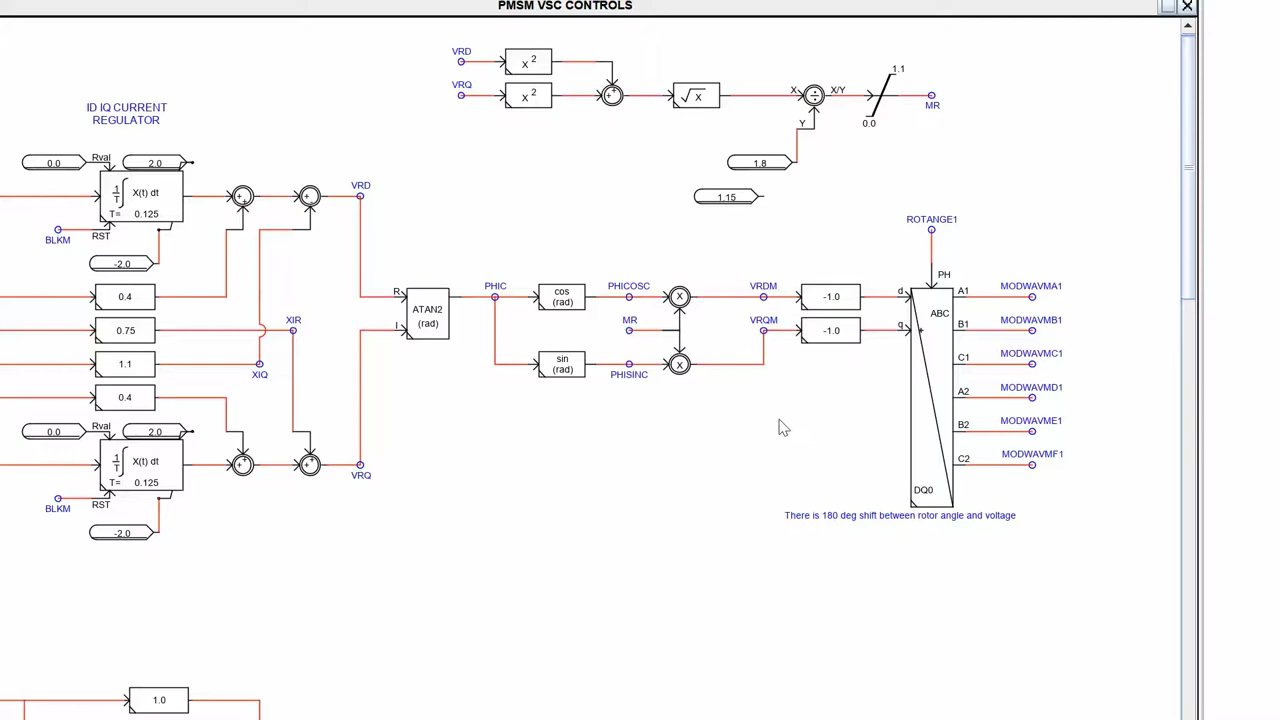 PMSM VSC CONTROLS
VRD
X 2
1.1
VRQ
X 2
+
+
√X
X
÷
X/Y
MR
Y
0.0
ID IQ CURRENT
REGULATOR
1.8
0.0
Rval
2.0
1.15
1
T
X(t) dt
T= 0.125
+
+
VRD
BLKM
RST
ROTANGE1
-2.0
PH
0.4
R
ATAN2
(rad)
PHIC
cos
(rad)
PHICOSC
X
VRDM
-1.0
d
A1
MODWAVMA1
ABC
0.75
XIR
I
MR
VRQM
-1.0
q
B1
MODWAVMB1
1.1
XIQ
sin
(rad)
PHISINC
X
C1
MODWAVMC1
0.4
A2
MODWAVMD1
0.0
Rval
2.0
B2
MODWAVME1
1
T
X(t) dt
T= 0.125
+
+
VRQ
C2
MODWAVMF1
BLKM
RST
DQ0
-2.0
There is 180 deg shift between rotor angle and voltage
1.0